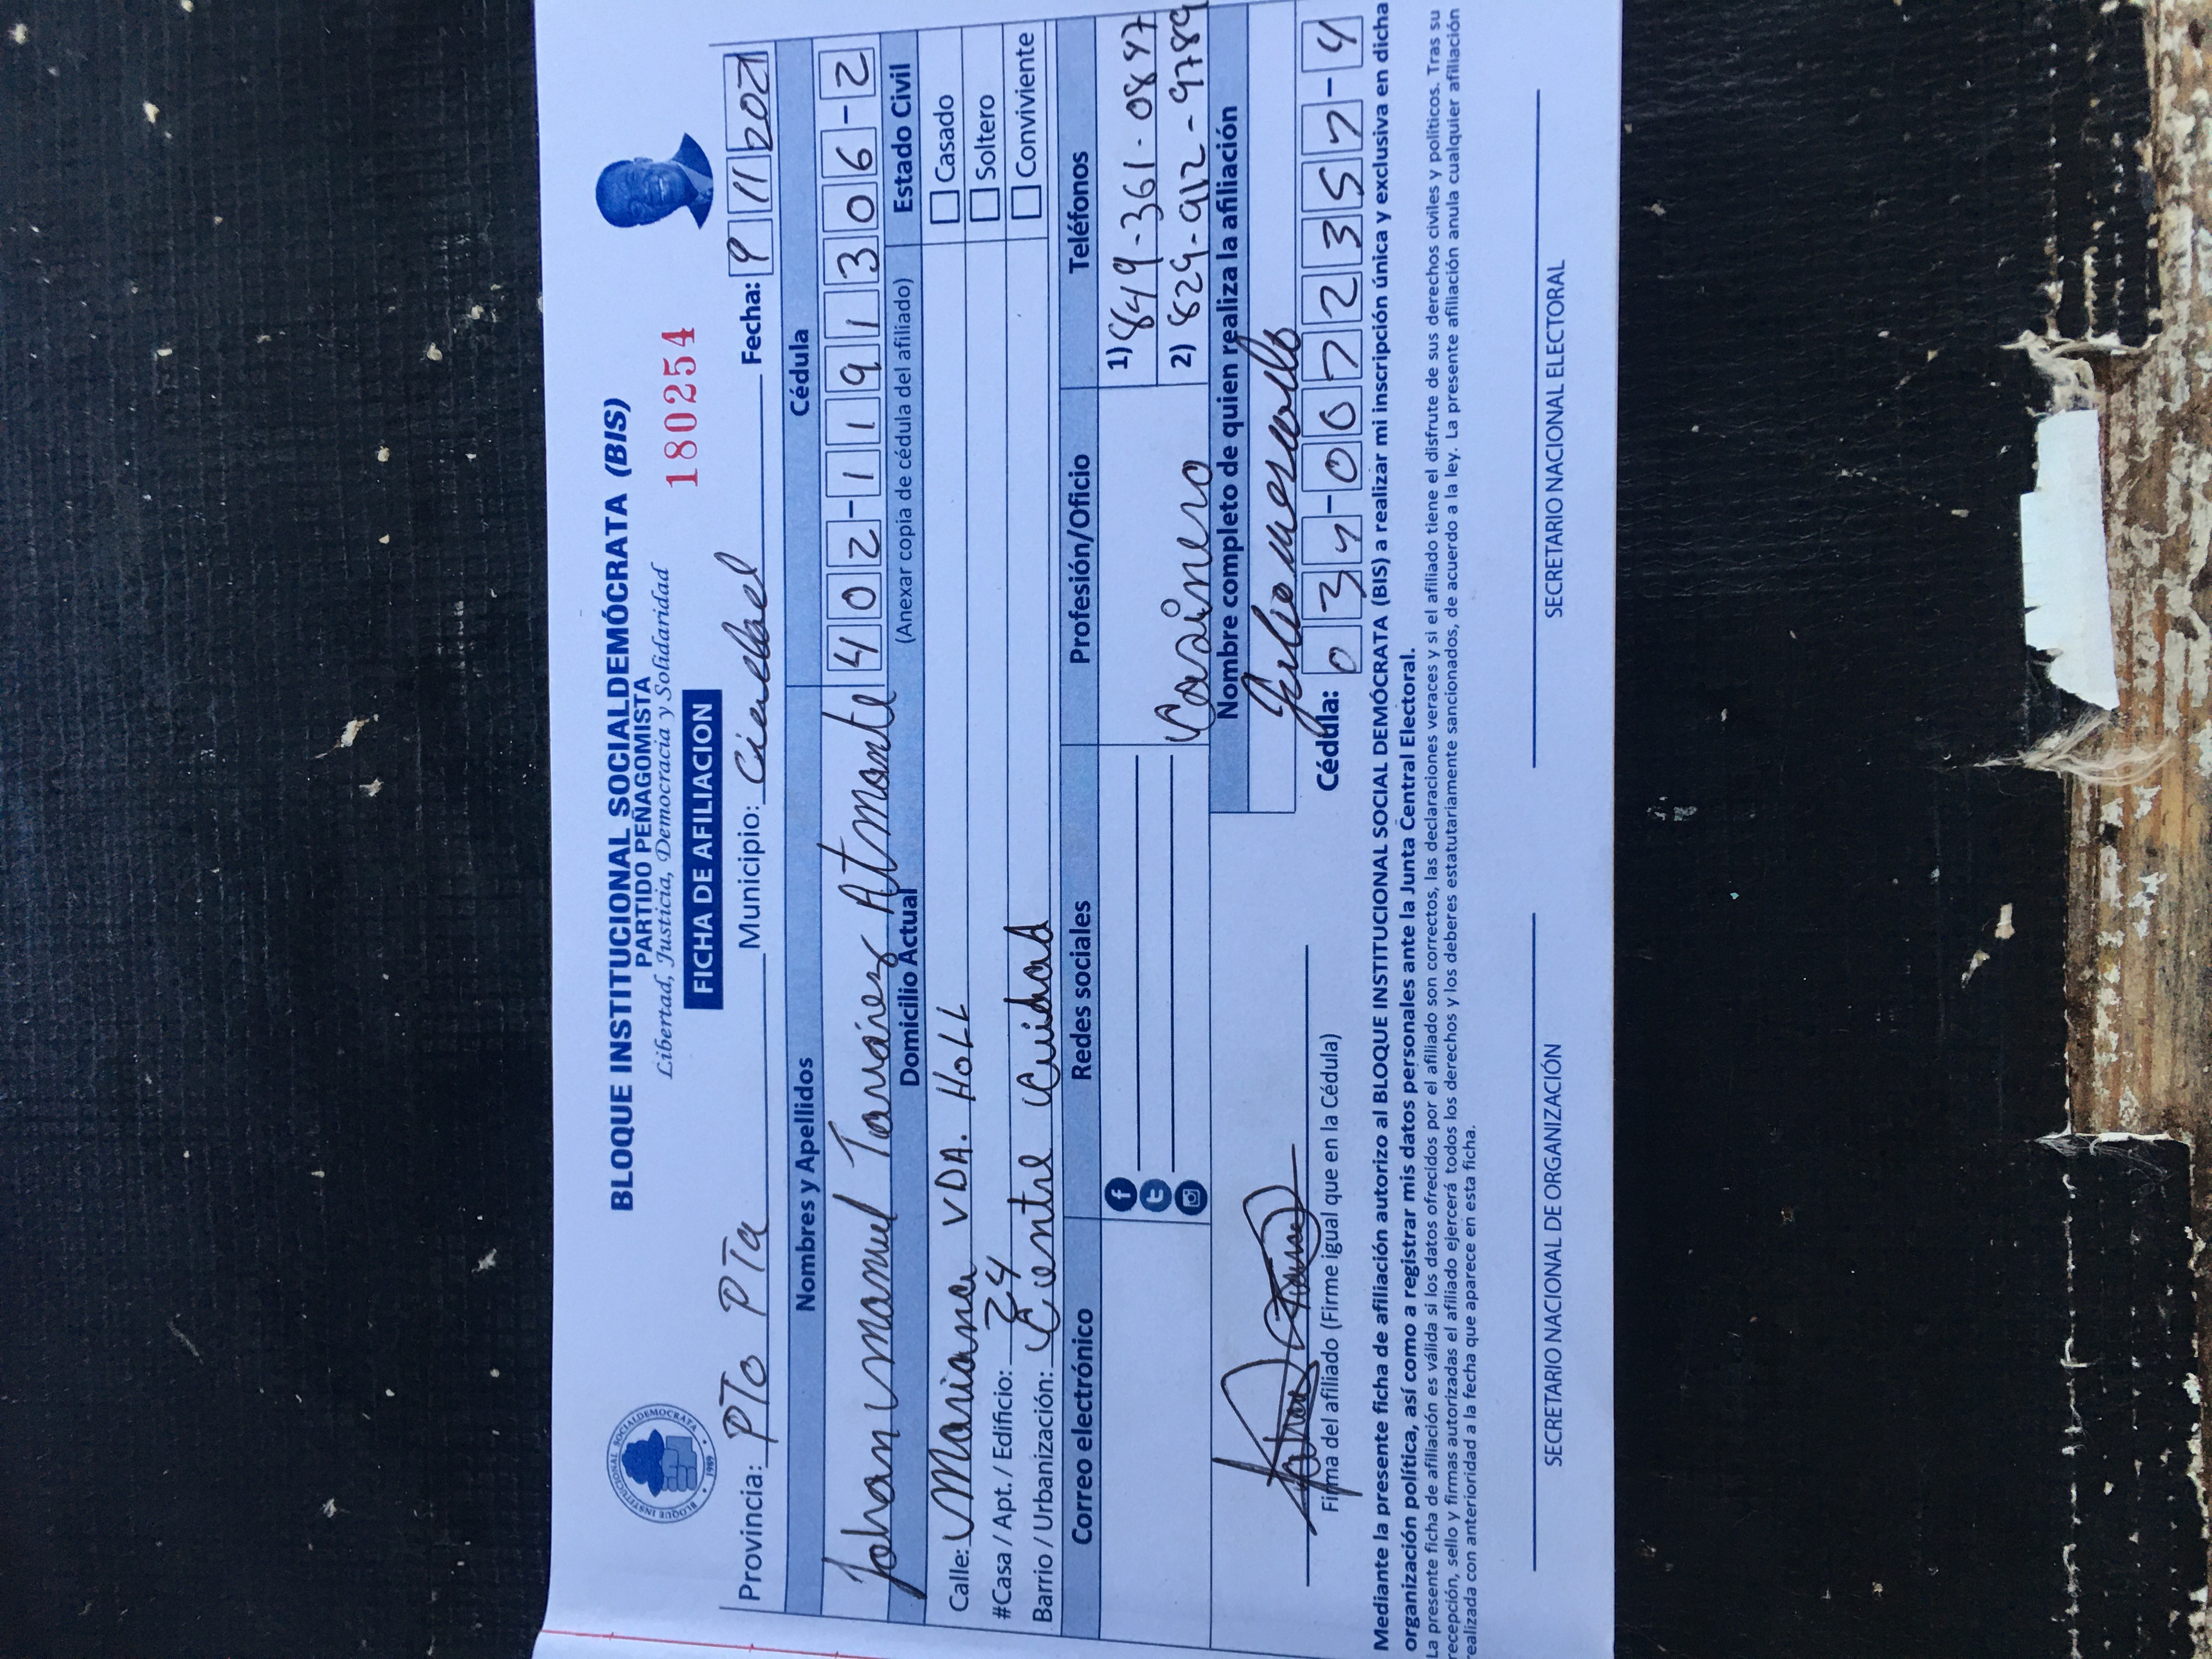 BLOQUE INSTITUCIONAL SOCIALDEMÓCRATA (BIS)
PARTIDO PEÑAGOMISTA
Libertad, Justicia, Democracia y Solidaridad
BLOQUE INSTITUCIONAL SOCIALDEMOCRATA • 1989 •
FICHA DE AFILIACION
180254
Provincia: PTo PTa Municipio: Fecha: 9 11 2021
Nombres y Apellidos Cédula
Johan manuel Tavarez Atmonte 402-1191306-2
Domicilio Actual (Anexar copia de cédula del afiliado) Estado Civil
Calle: Mariana VDA. HoLL Casado
#Casa / Apt. / Edificio: 24 Soltero
Barrio / Urbanización: Centre Cuidad Conviviente
Correo electrónico Redes sociales Profesión/Oficio Teléfonos
1) 849-361-0847
2) 829-912-9789
Nombre completo de quien realiza la afiliación
Cédula: 034-0072357-4
Firma del afiliado (Firme igual que en la Cédula)
Mediante la presente ficha de afiliación autorizo al BLOQUE INSTITUCIONAL SOCIAL DEMÓCRATA (BIS) a realizar mi inscripción única y exclusiva en dicha
organización política, así como a registrar mis datos personales ante la Junta Central Electoral.
La presente ficha de afiliación es válida si los datos ofrecidos por el afiliado son correctos, las declaraciones veraces y si el afiliado tiene el disfrute de sus derechos civiles y políticos. Tras su
recepción, sello y firmas autorizadas el afiliado ejercerá todos los derechos y los deberes estatutariamente sancionados, de acuerdo a la ley. La presente afiliación anula cualquier afiliación
realizada con anterioridad a la fecha que aparece en esta ficha.
SECRETARIO NACIONAL DE ORGANIZACIÓN SECRETARIO NACIONAL ELECTORAL